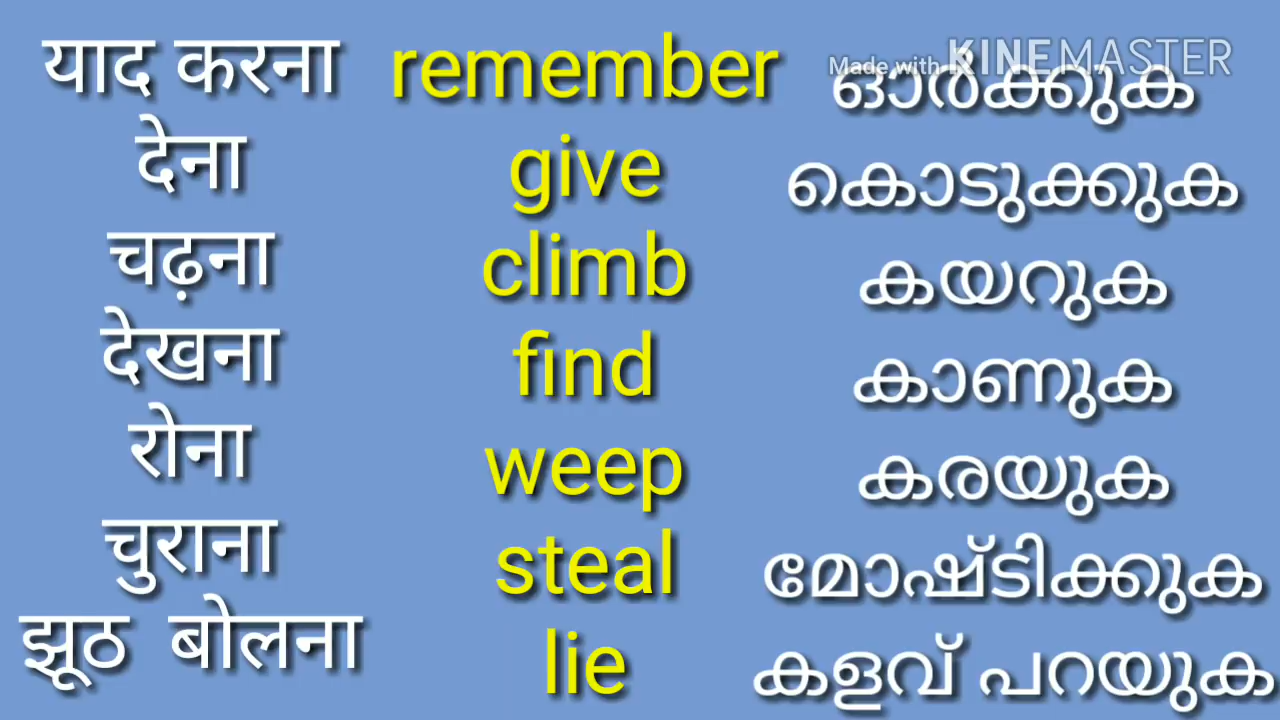 याद करना remember ഓർക്കുക
Made with KINEMASTER
देना give കൊടുക്കുക
चढ़ना climb കയറുക
देखना find കാണുക
रोना weep കരയുക
चुराना steal മോഷ്ടിക്കുക
झूठ बोलना lie കളവ് പറയുക